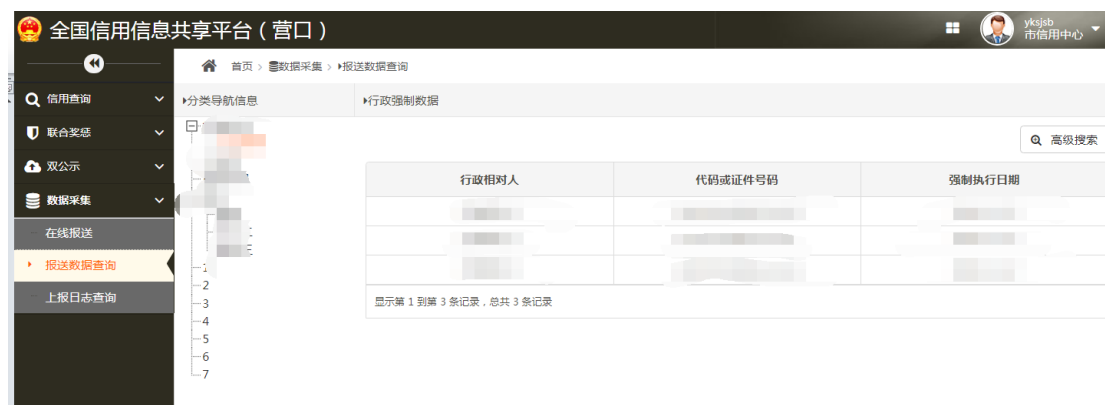 全国信用信息共享平台（营口）
yksjsb
市信用中心
首页 > 数据采集 > 报送数据查询
信用查询
联合奖惩
双公示
数据采集
在线报送
报送数据查询
上报日志查询
分类导航信息
2
3
4
5
6
7
行政强制数据
高级搜索
行政相对人 代码或证件号码 强制执行日期
显示第 1 到第 3 条记录，总共 3 条记录